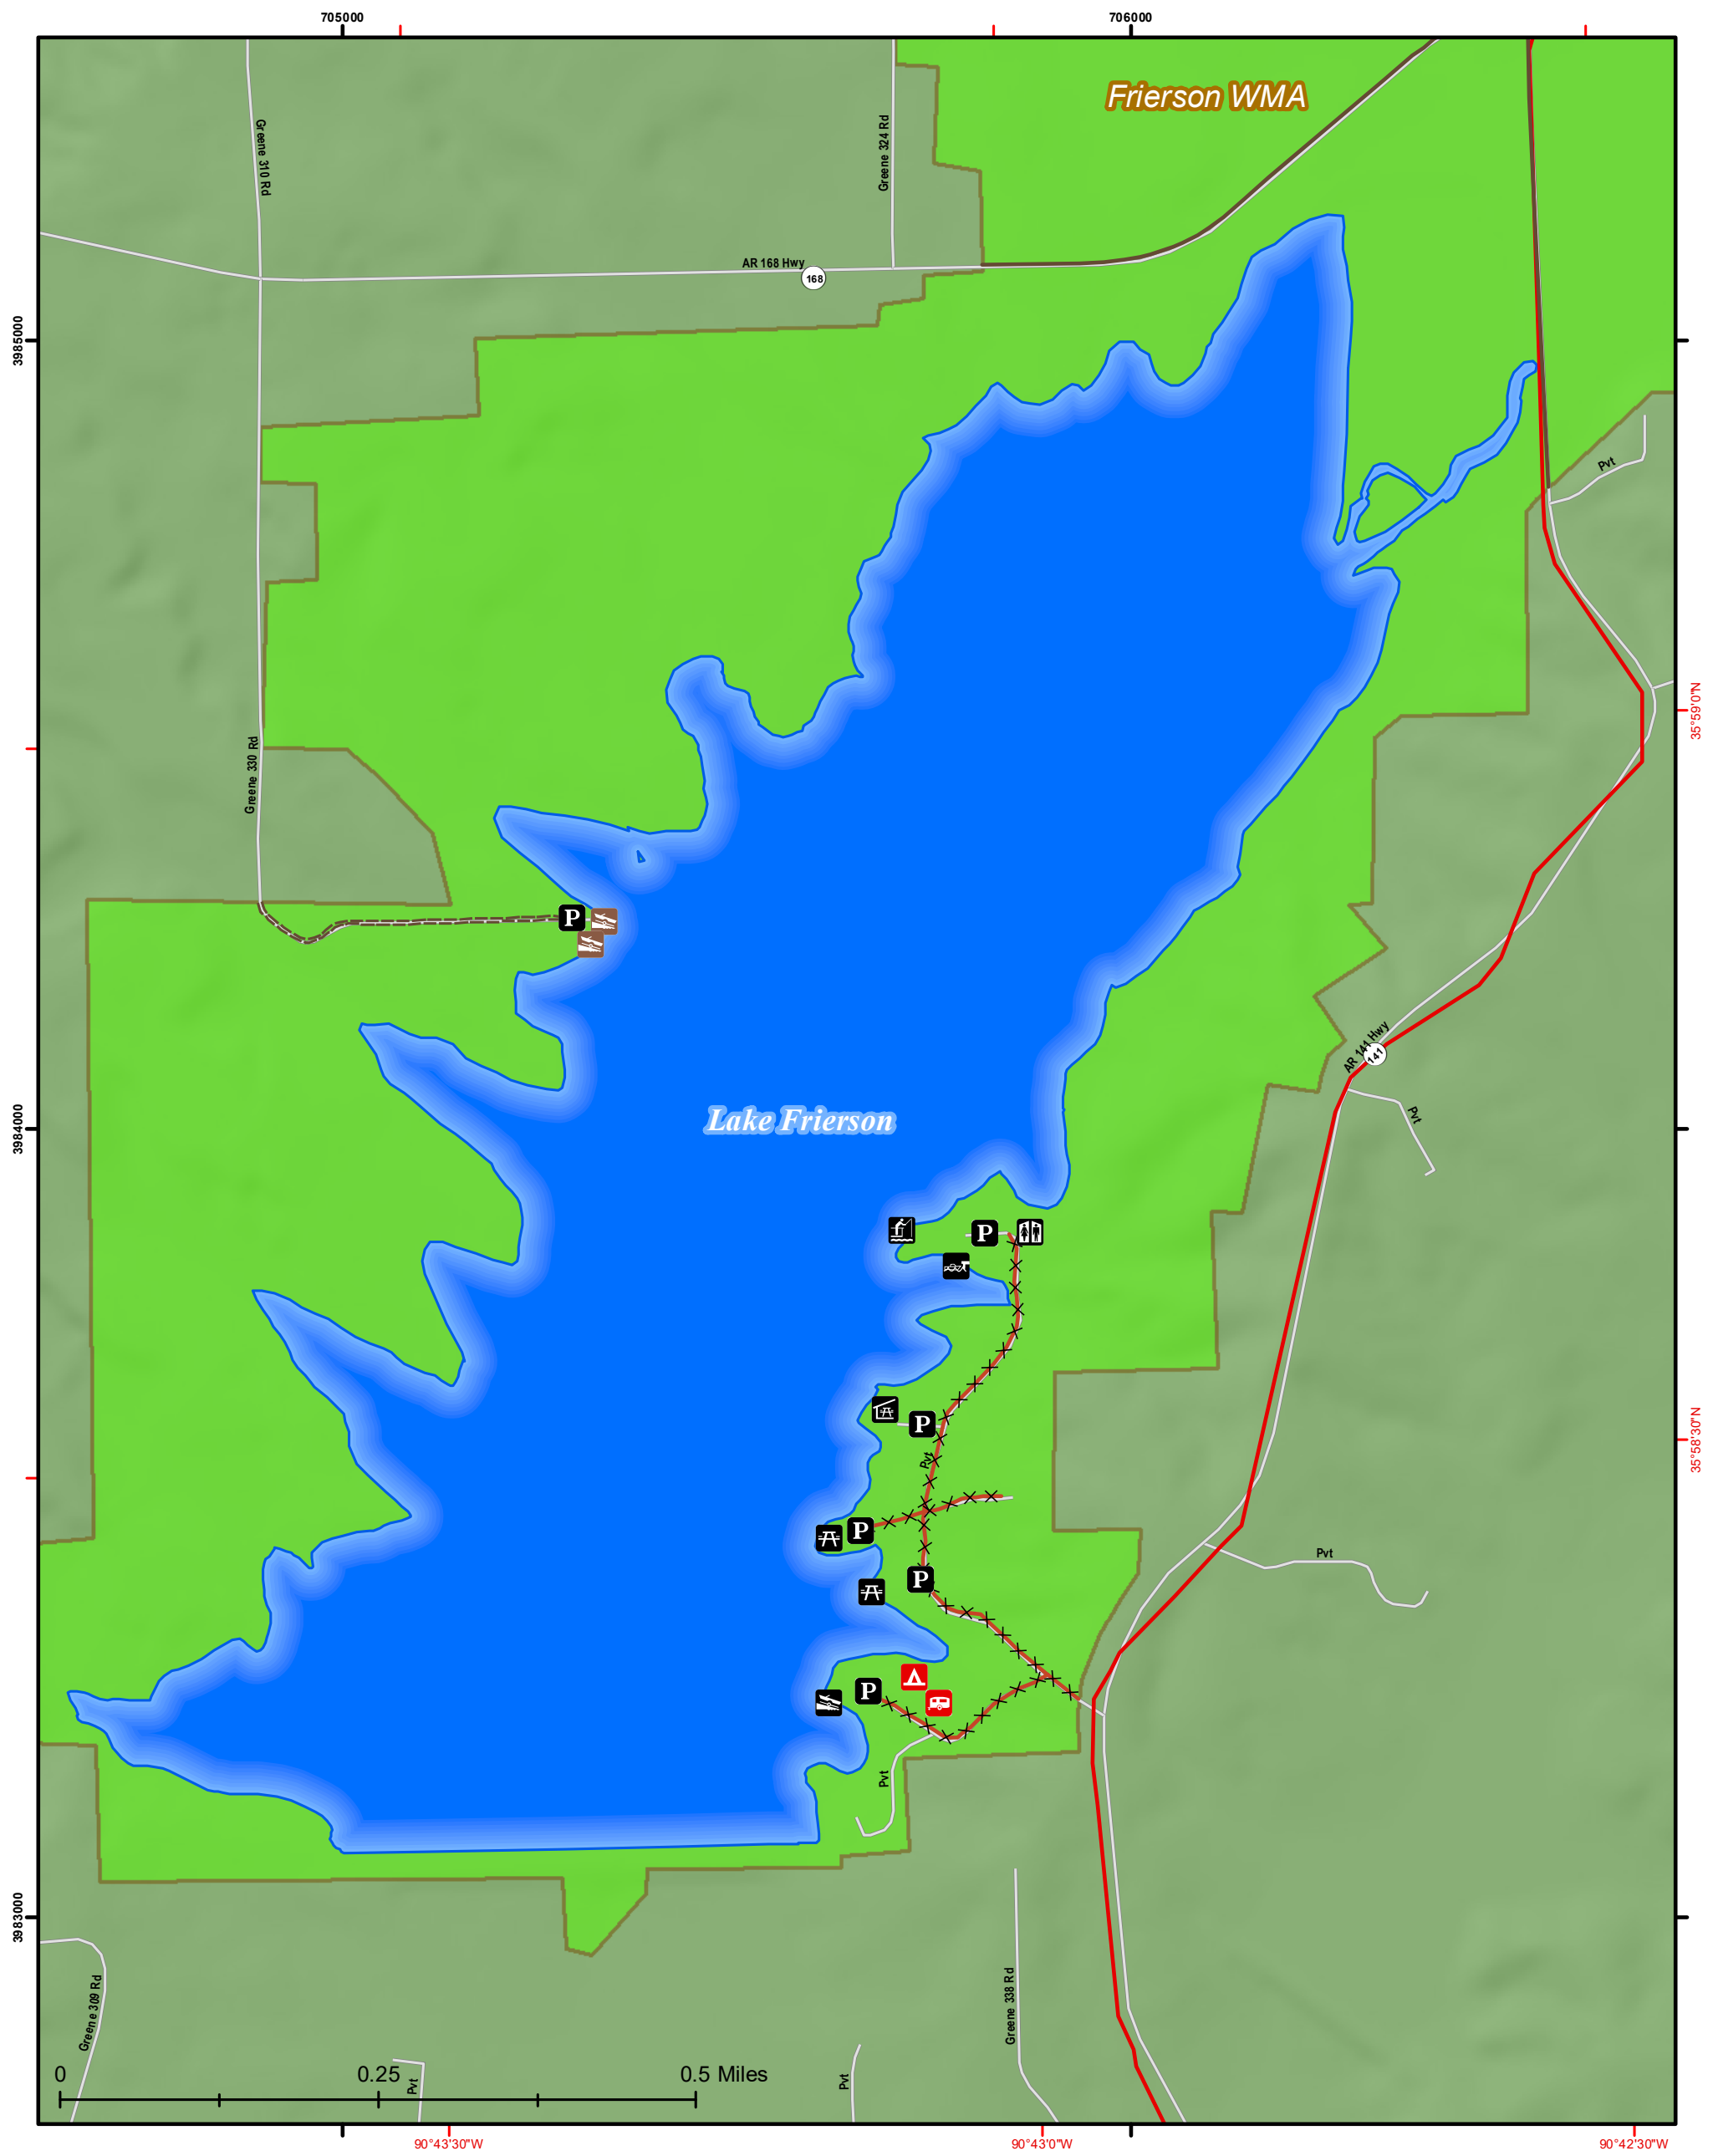 705000
706000
Frierson WMA
Greene 310 Rd
Greene 324 Rd
AR 168 Hwy
168
3985000
Pvt
35°59'0"N
Greene 330 Rd
P
AR 141 Hwy
141
Pvt
3984000
Lake Frierson
P
P
Pvt
35°58'30"N
P
Pvt
P
P
Pvt
3983000
Greene 309 Rd
Greene 338 Rd
0
0.25
0.5 Miles
Pvt
Pvt
90°43'30"W
90°43'0"W
90°42'30"W